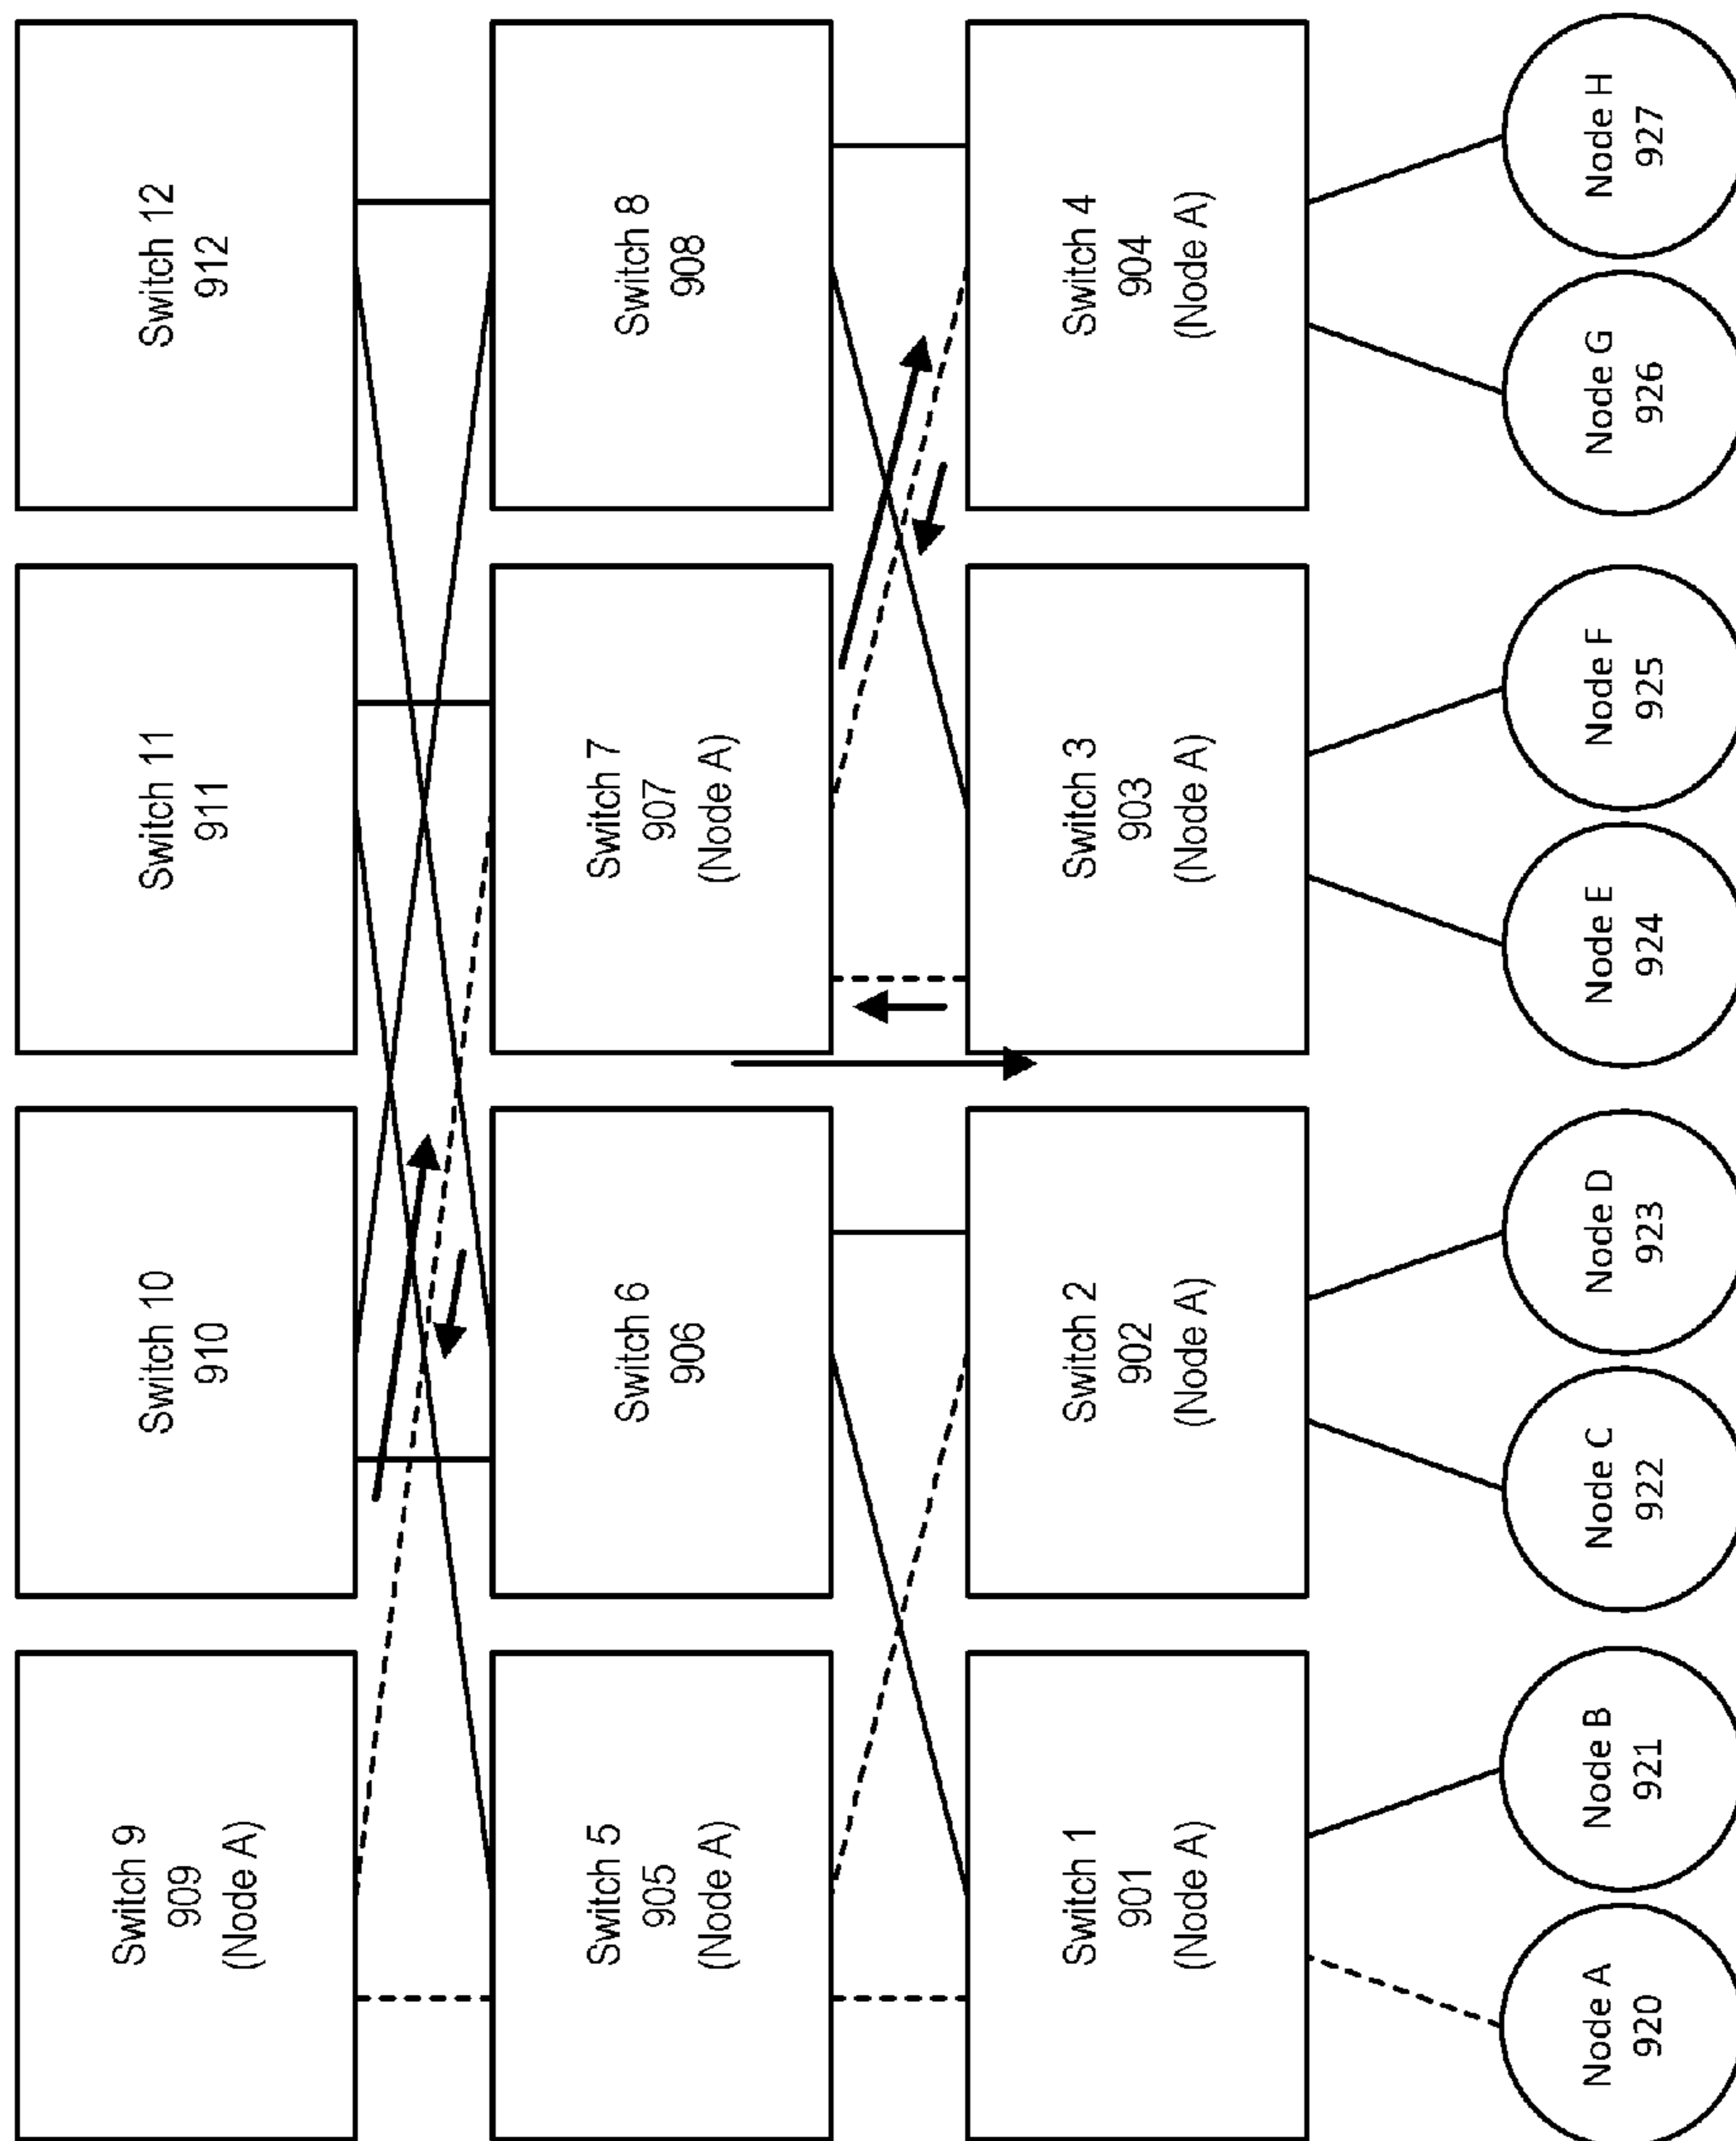 Switch 9
909
(Node A)
Switch 10
910
Switch 11
911
Switch 12
912
Switch 5
905
(Node A)
Switch 6
906
Switch 7
907
(Node A)
Switch 8
908
Switch 1
901
(Node A)
Switch 2
902
(Node A)
Switch 3
903
(Node A)
Switch 4
904
(Node A)
Node A
920
Node B
921
Node C
922
Node D
923
Node E
924
Node F
925
Node G
926
Node H
927